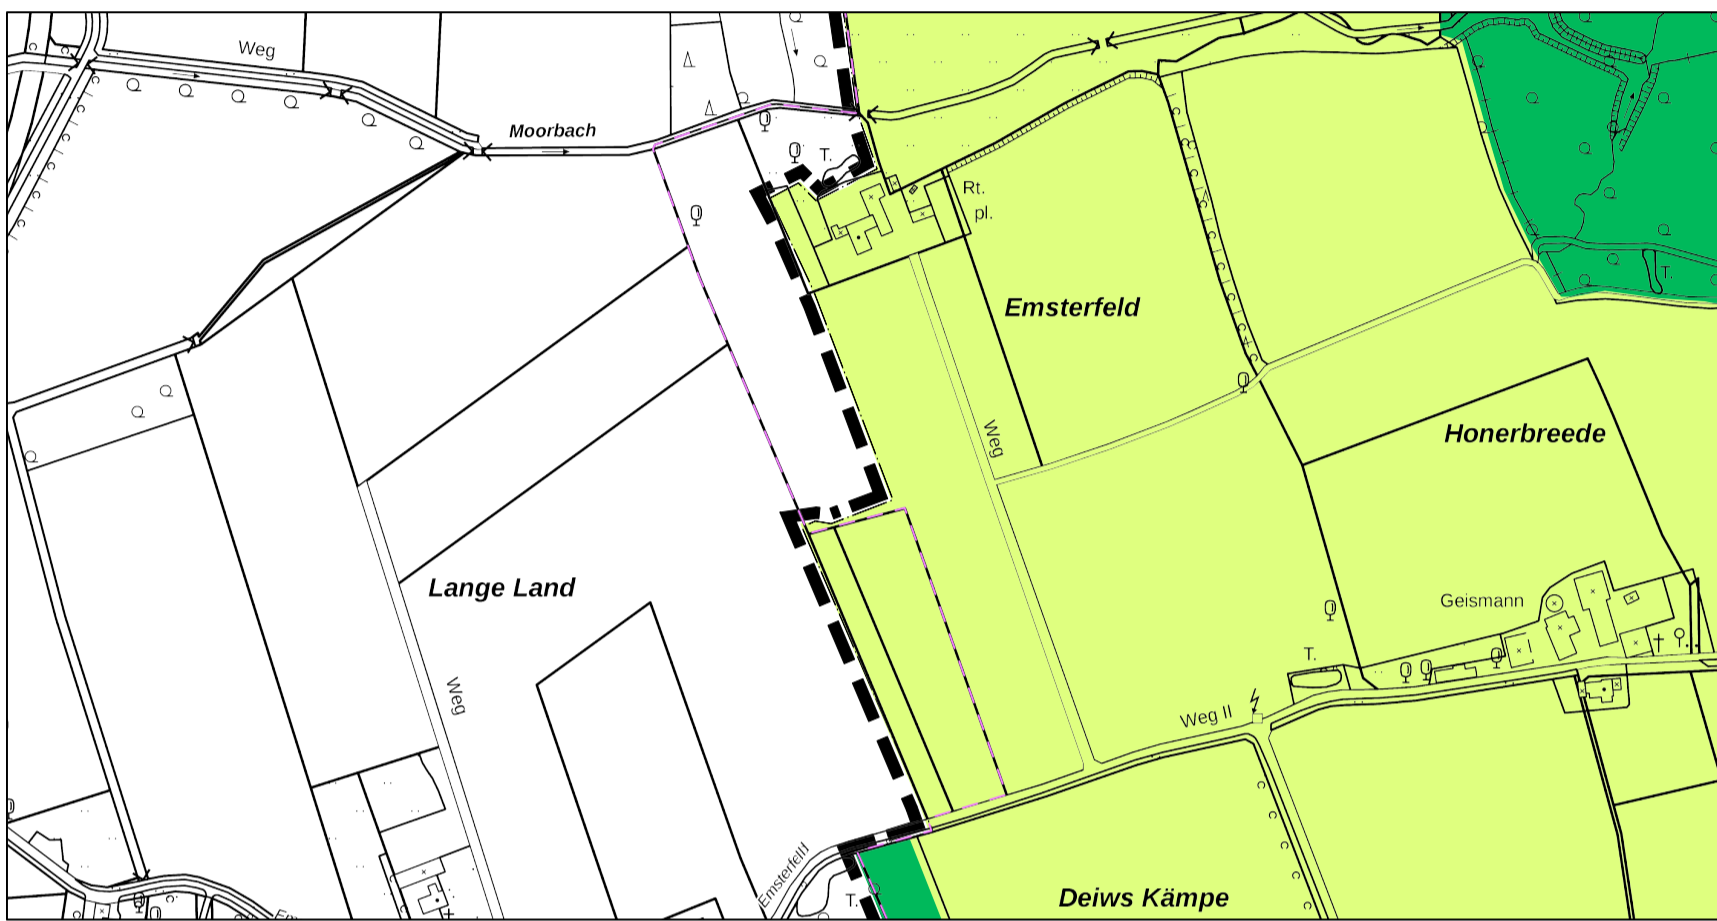 Weg
Moorbach
T.
Rt.
pl.
T.
Emsterfeld
Weg
Honerbreede
Lange Land
Geismann
T.
Weg
Weg II
Emsterfeld
T.
Deiws Kämpe